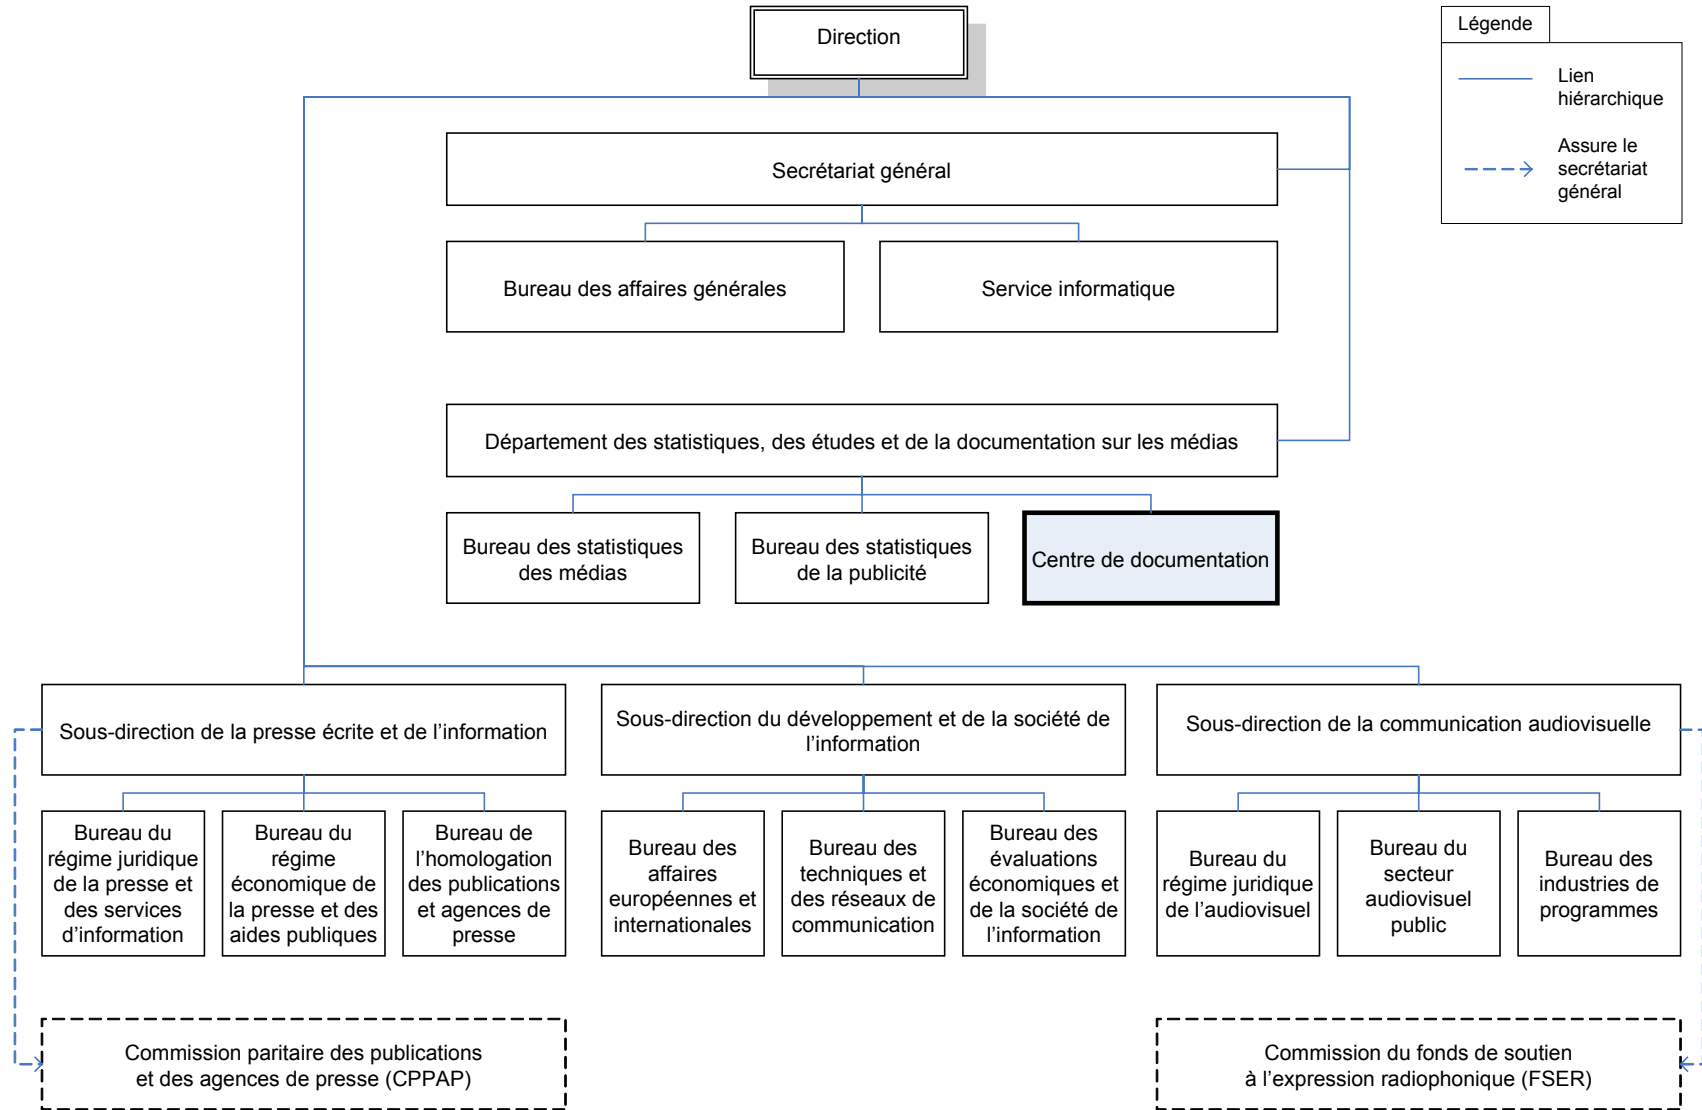 Direction
Légende
Lien
hiérarchique
Assure le
secrétariat
général
Secrétariat général
Bureau des affaires générales
Service informatique
Département des statistiques, des études et de la documentation sur les médias
Bureau des statistiques
des médias
Bureau des statistiques
de la publicité
Centre de documentation
Sous-direction de la presse écrite et de l’information
Sous-direction du développement et de la société de
l’information
Sous-direction de la communication audiovisuelle
Bureau du
régime juridique
de la presse et
des services
d’information
Bureau du
régime
économique de
la presse et des
aides publiques
Bureau de
l’homologation
des publications
et agences de
presse
Bureau des
affaires
européennes et
internationales
Bureau des
techniques et
des réseaux de
communication
Bureau des
évaluations
économiques et
de la société de
l’information
Bureau du
régime juridique
de l’audiovisuel
Bureau du
secteur
audiovisuel
public
Bureau des
industries de
programmes
Commission paritaire des publications
et des agences de presse (CPPAP)
Commission du fonds de soutien
à l’expression radiophonique (FSER)